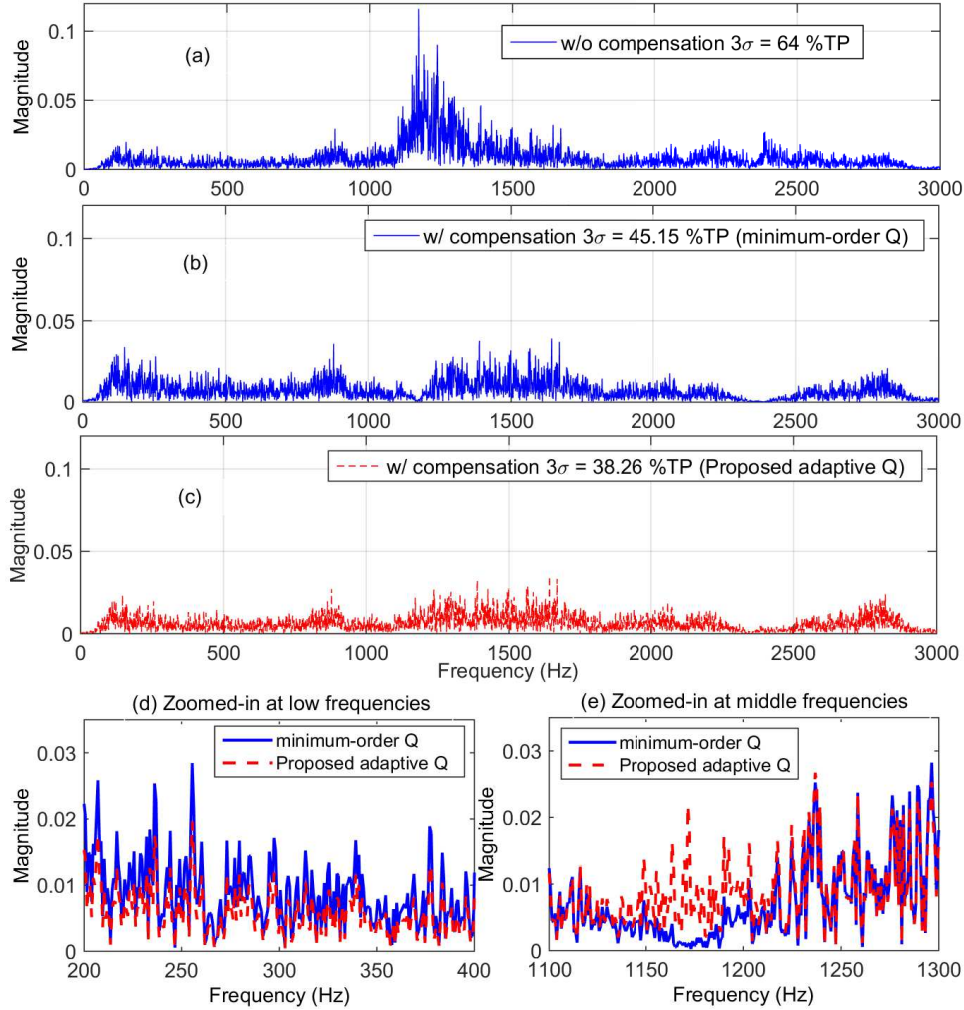 0.1
(a)
w/o compensation 3σ = 64 %TP
Magnitude
0.05
0
0 500 1000 1500 2000 2500 3000
w/ compensation 3σ = 45.15 %TP (minimum-order Q)
0.1
(b)
Magnitude
0.05
0
0 500 1000 1500 2000 2500 3000
w/ compensation 3σ = 38.26 %TP (Proposed adaptive Q)
0.1
(c)
Magnitude
0.05
0
0 500 1000 1500 2000 2500 3000
Frequency (Hz)
(d) Zoomed-in at low frequencies
minimum-order Q
Proposed adaptive Q
0.03
Magnitude
0.02
0.01
0
200 250 300 350 400
Frequency (Hz)
(e) Zoomed-in at middle frequencies
minimum-order Q
Proposed adaptive Q
0.03
Magnitude
0.02
0.01
0
1100 1150 1200 1250 1300
Frequency (Hz)